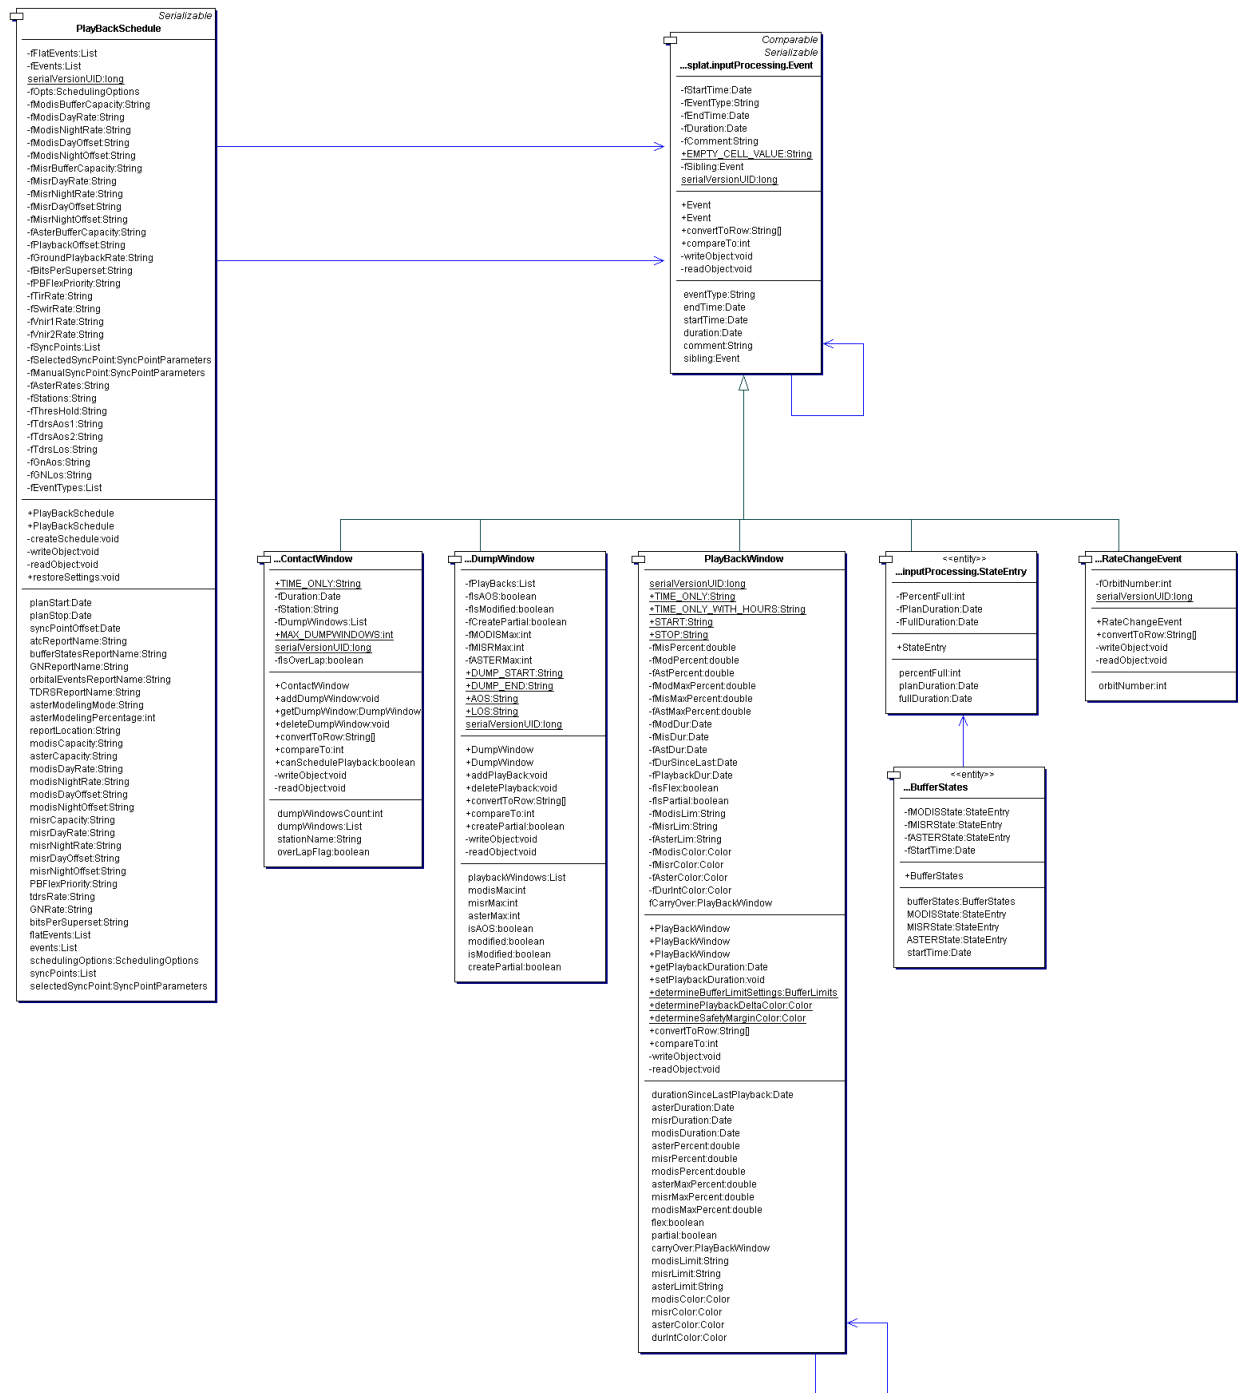 Serializable
PlayBackSchedule
-fFlatEvents:List
-fEvents:List
serialVersionUID:long
-fOpts:SchedulingOptions
-fModisBufferCapacity:String
-fModisDayRate:String
-fModisNightRate:String
-fModisDayOffset:String
-fModisNightOffset:String
-fMisrBufferCapacity:String
-fMisrDayRate:String
-fMisrNightRate:String
-fMisrDayOffset:String
-fMisrNightOffset:String
-fAsterBufferCapacity:String
-fPlaybackOffset:String
-fGroundPlaybackRate:String
-fBitsPerSuperset:String
-fPBFlexPriority:String
-fTirRate:String
-fSwirRate:String
-fVnir1Rate:String
-fVnir2Rate:String
-fSyncPoints:List
-fSelectedSyncPoint:SyncPointParameters
-fManualSyncPoint:SyncPointParameters
-fAsterRates:String
-fStations:String
-fThresHold:String
-fTdrsAos1:String
-fTdrsAos2:String
-fTdrsLos:String
-fGnAos:String
-fGNLos:String
-fEventTypes:List
+PlayBackSchedule
+PlayBackSchedule
-createSchedule:void
-writeObject:void
-readObject:void
+restoreSettings:void
planStart:Date
planStop:Date
syncPointOffset:Date
atcReportName:String
bufferStatesReportName:String
GNReportName:String
orbitalEventsReportName:String
TDRSReportName:String
asterModelingMode:String
asterModelingPercentage:int
reportLocation:String
modisCapacity:String
asterCapacity:String
modisDayRate:String
modisNightRate:String
modisDayOffset:String
modisNightOffset:String
misrCapacity:String
misrDayRate:String
misrNightRate:String
misrDayOffset:String
misrNightOffset:String
PBFlexPriority:String
tdrsRate:String
GNRate:String
bitsPerSuperset:String
flatEvents:List
events:List
schedulingOptions:SchedulingOptions
syncPoints:List
selectedSyncPoint:SyncPointParameters
Comparable
Serializable
...splat.inputProcessing.Event
-fStartTime:Date
-fEventType:String
-fEndTime:Date
-fDuration:Date
-fComment:String
+EMPTY_CELL_VALUE:String
-fSibling:Event
serialVersionUID:long
+Event
+Event
+convertToRow:String[]
+compareTo:int
-writeObject:void
-readObject:void
eventType:String
endTime:Date
startTime:Date
duration:Date
comment:String
sibling:Event
...ContactWindow
+TIME_ONLY:String
-fDuration:Date
-fStation:String
-fDumpWindows:List
+MAX_DUMPWINDOWS:int
serialVersionUID:long
-fIsOverLap:boolean
+ContactWindow
+addDumpWindow:void
+getDumpWindow:DumpWindow
+deleteDumpWindow:void
+convertToRow:String[]
+compareTo:int
+canSchedulePlayback:boolean
-writeObject:void
-readObject:void
dumpWindowsCount:int
dumpWindows:List
stationName:String
overLapFlag:boolean
...DumpWindow
-fPlayBacks:List
-fIsAOS:boolean
-fIsModified:boolean
-fCreatePartial:boolean
-fMODISMax:int
-fMISRMax:int
-fASTERMax:int
+DUMP_START:String
+DUMP_END:String
+AOS:String
+LOS:String
serialVersionUID:long
+DumpWindow
+DumpWindow
+addPlayBack:void
+deletePlayback:void
+convertToRow:String[]
+compareTo:int
+createPartial:boolean
-writeObject:void
-readObject:void
playbackWindows:List
modisMax:int
misrMax:int
asterMax:int
isAOS:boolean
modified:boolean
isModified:boolean
createPartial:boolean
PlayBackWindow
serialVersionUID:long
+TIME_ONLY:String
+TIME_ONLY_WITH_HOURS:String
+START:String
+STOP:String
-fMisPercent:double
-fModPercent:double
-fAstPercent:double
-fModMaxPercent:double
-fMisMaxPercent:double
-fAstMaxPercent:double
-fModDur:Date
-fMisDur:Date
-fAstDur:Date
-fDurSinceLast:Date
-fPlaybackDur:Date
-fIsFlex:boolean
-fIsPartial:boolean
-fModisLim:String
-fMisrLim:String
-fAsterLim:String
-fModisColor:Color
-fMisrColor:Color
-fAsterColor:Color
-fDurIntColor:Color
fCarryOver:PlayBackWindow
+PlayBackWindow
+PlayBackWindow
+PlayBackWindow
+getPlaybackDuration:Date
+setPlaybackDuration:void
+determineBufferLimitSettings:BufferLimits
+determinePlaybackDeltaColor:Color
+determineSafetyMarginColor:Color
+convertToRow:String[]
+compareTo:int
-writeObject:void
-readObject:void
durationSinceLastPlayback:Date
asterDuration:Date
misrDuration:Date
modisDuration:Date
asterPercent:double
misrPercent:double
modisPercent:double
asterMaxPercent:double
misrMaxPercent:double
modisMaxPercent:double
flex:boolean
partial:boolean
carryOver:PlayBackWindow
modisLimit:String
misrLimit:String
asterLimit:String
modisColor:Color
misrColor:Color
asterColor:Color
durIntColor:Color
<<entity>>
...inputProcessing.StateEntry
-fPercentFull:int
-fPlanDuration:Date
-fFullDuration:Date
+StateEntry
percentFull:int
planDuration:Date
fullDuration:Date
<<entity>>
...BufferStates
-fMODISState:StateEntry
-fMISRState:StateEntry
-fASTERState:StateEntry
-fStartTime:Date
+BufferStates
bufferStates:BufferStates
MODISState:StateEntry
MISRState:StateEntry
ASTERState:StateEntry
startTime:Date
...RateChangeEvent
-fOrbitNumber:int
serialVersionUID:long
+RateChangeEvent
+convertToRow:String[]
-writeObject:void
-readObject:void
orbitNumber:int